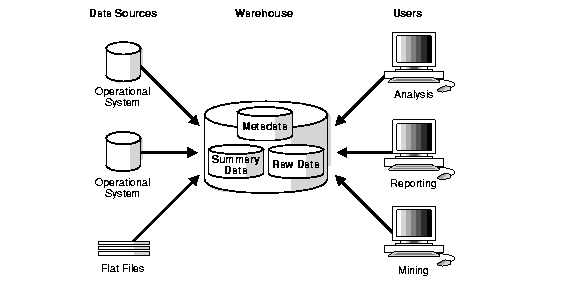 Data Sources
Warehouse
Users
Operational
System
Analysis
Metadata
Operational
System
Summary
Data
Raw Data
Reporting
Flat Files
Mining